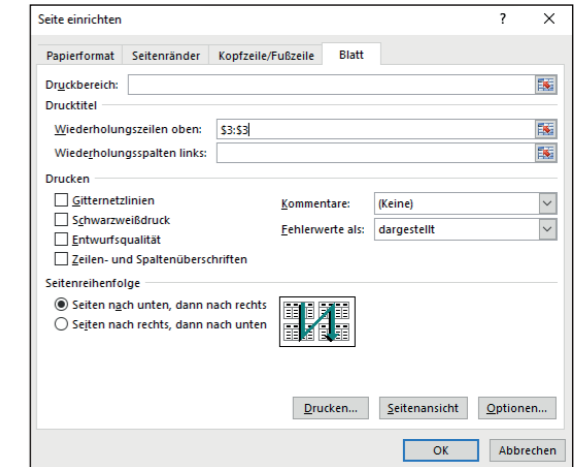 Seite einrichten ? ×
Papierformat Seitenränder Kopfzeile/Fußzeile Blatt
Druckbereich:
Drucktitel
Wiederholungszeilen oben: $3:$3
Wiederholungsspalten links:
Drucken
Gitternetzlinien
Schwarzweißdruck
Entwurfsqualität
Zeilen- und Spaltenüberschriften
Kommentare: (Keine)
Fehlerwerte als: dargestellt
Seitenreihenfolge
Seiten nach unten, dann nach rechts
Seiten nach rechts, dann nach unten
Drucken... Seitenansicht Optionen...
OK Abbrechen